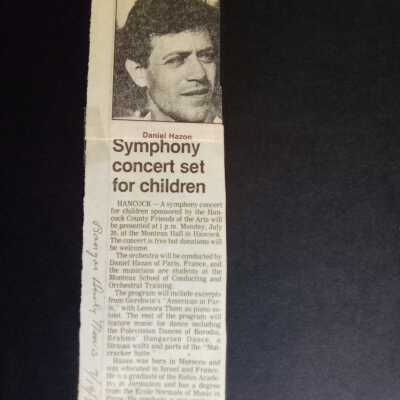 Daniel Hazon
Symphony
concert set
for children
HANCOCK — A symphony concert
for children sponsored by the Han-
cock County Friends of the Arts will
be presented at 1 p.m. Monday, July
at the Monteux Hall in Hancock.
The concert is free but donations will
be welcome.
The orchestra will be conducted by
Daniel Hazon of Paris, France, and
the musicians are students at the
Monteux School of Conducting and
Orchestral Training.
The program will include excerpts
from Gershwin's "American in Par-
is," with Leonora Thom as piano so-
loist. The rest of the program will
feature music for dance including
the Polovtsian Dances of Borodin,
Brahms' Hungarian Dance, a
Strauss waltz and parts of the "Nut-
cracker Suite."
Hazon was born in Morocco and
was educated in Israel and France.
He is a graduate of the Rubin Acade-
my in Jerusalem and has a degree
from the Ecole Normale of Music in
Bangor Daily News